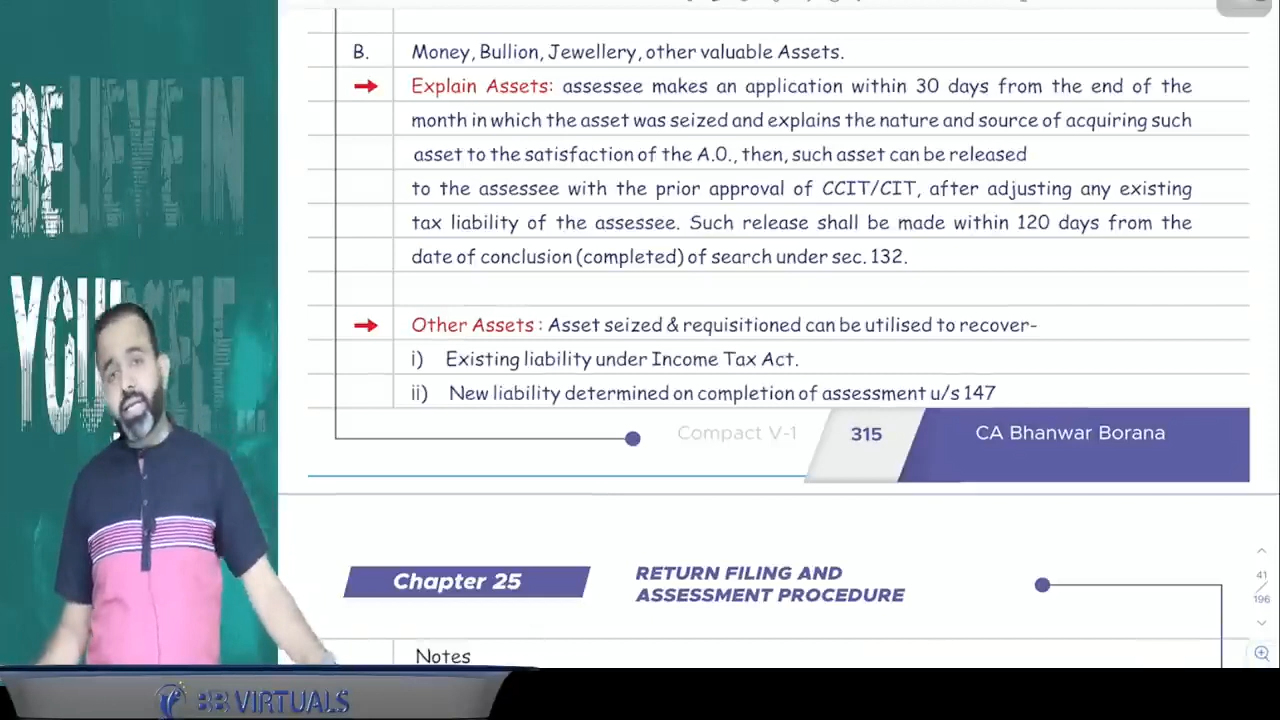 BELIEVE IN
B. Money, Bullion, Jewellery, other valuable Assets.
Explain Assets: assessee makes an application within 30 days from the end of the
month in which the asset was seized and explains the nature and source of acquiring such
asset to the satisfaction of the A.O., then, such asset can be released
to the assessee with the prior approval of CCIT/CIT, after adjusting any existing
tax liability of the assessee. Such release shall be made within 120 days from the
date of conclusion (completed) of search under sec. 132.
Other Assets : Asset seized & requisitioned can be utilised to recover-
i) Existing liability under Income Tax Act.
ii) New liability determined on completion of assessment u/s 147
Compact V-1 315 CA Bhanwar Borana
Chapter 25
RETURN FILING AND
ASSESSMENT PROCEDURE
41
/
196
Notes
BB VIRTUALS